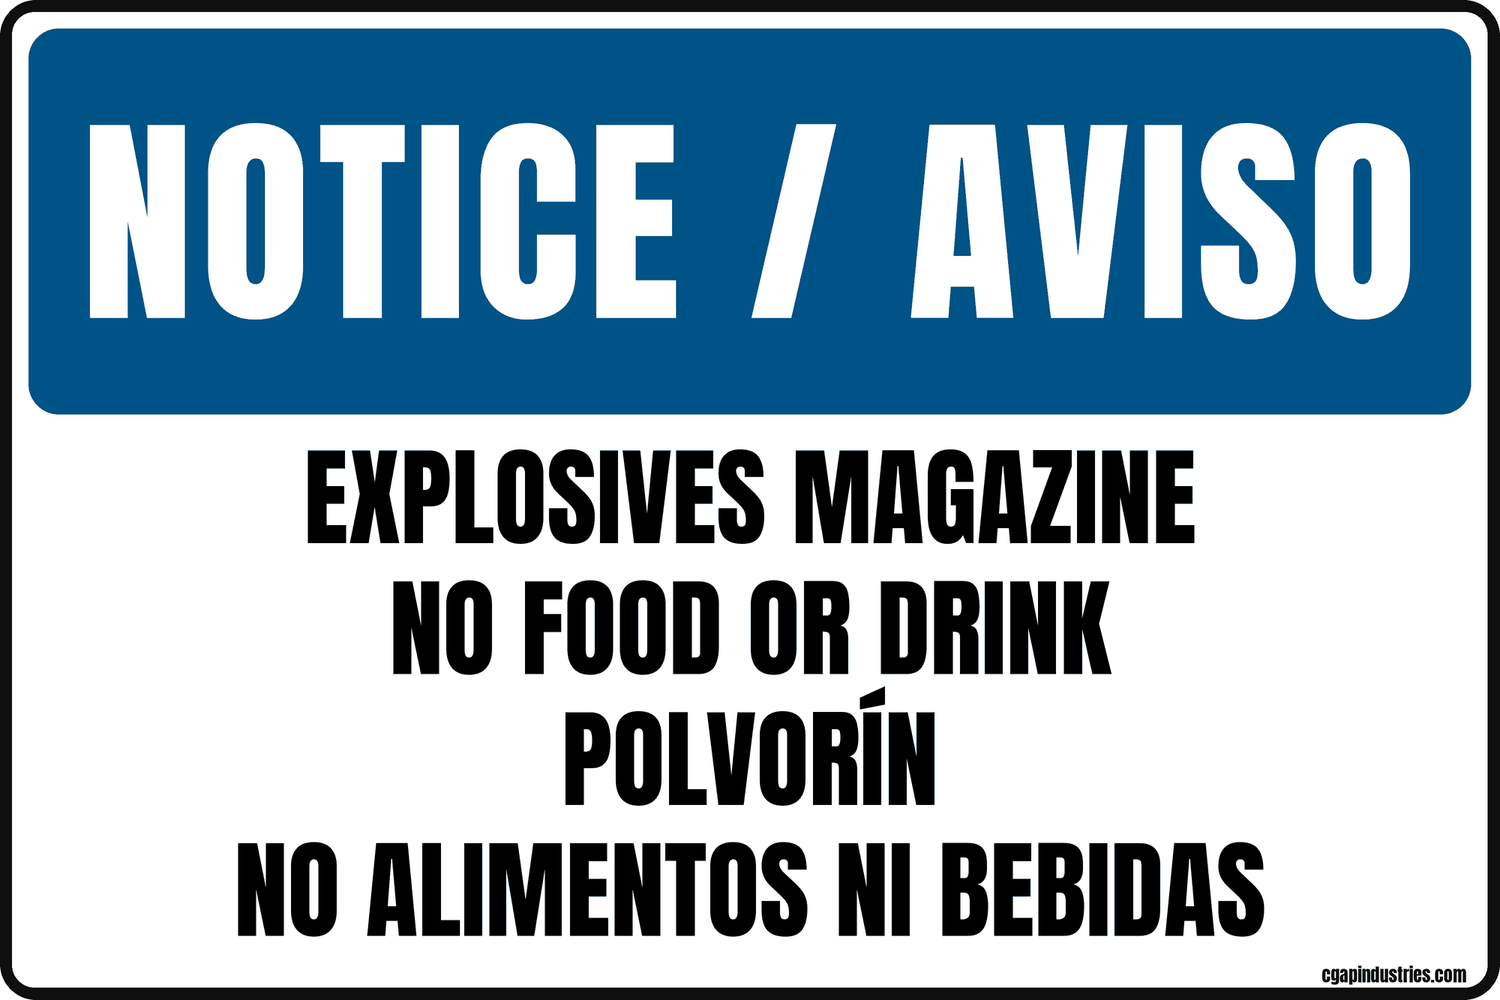 NOTICE / AVISO
EXPLOSIVES MAGAZINE
NO FOOD OR DRINK
POLVORÍN
NO ALIMENTOS NI BEBIDAS
cgapindustries.com